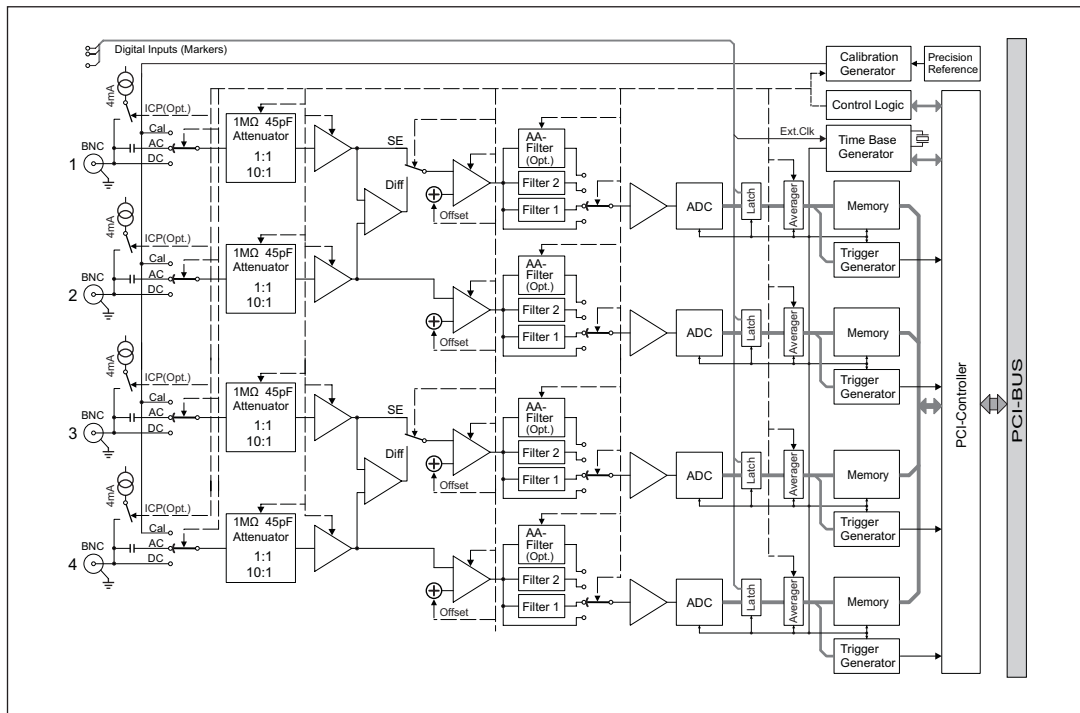 Digital Inputs (Markers)
Calibration
Generator
Precision
Reference
Control Logic
Ext.Clk
Time Base
Generator
PCI-Controller
PCI-BUS
4mA
ICP(Opt.)
Cal
BNC
AC
1
DC
1MΩ 45pF
Attenuator
1:1
10:1
SE
Diff
Offset
AA-
Filter
(Opt.)
Filter 2
Filter 1
ADC
Latch
Averager
Memory
Trigger
Generator
4mA
ICP(Opt.)
Cal
BNC
AC
2
DC
1MΩ 45pF
Attenuator
1:1
10:1
Offset
AA-
Filter
(Opt.)
Filter 2
Filter 1
ADC
Latch
Averager
Memory
Trigger
Generator
4mA
ICP(Opt.)
Cal
BNC
AC
3
DC
1MΩ 45pF
Attenuator
1:1
10:1
SE
Diff
Offset
AA-
Filter
(Opt.)
Filter 2
Filter 1
ADC
Latch
Averager
Memory
Trigger
Generator
4mA
ICP(Opt.)
Cal
BNC
AC
4
DC
1MΩ 45pF
Attenuator
1:1
10:1
Offset
AA-
Filter
(Opt.)
Filter 2
Filter 1
ADC
Latch
Averager
Memory
Trigger
Generator